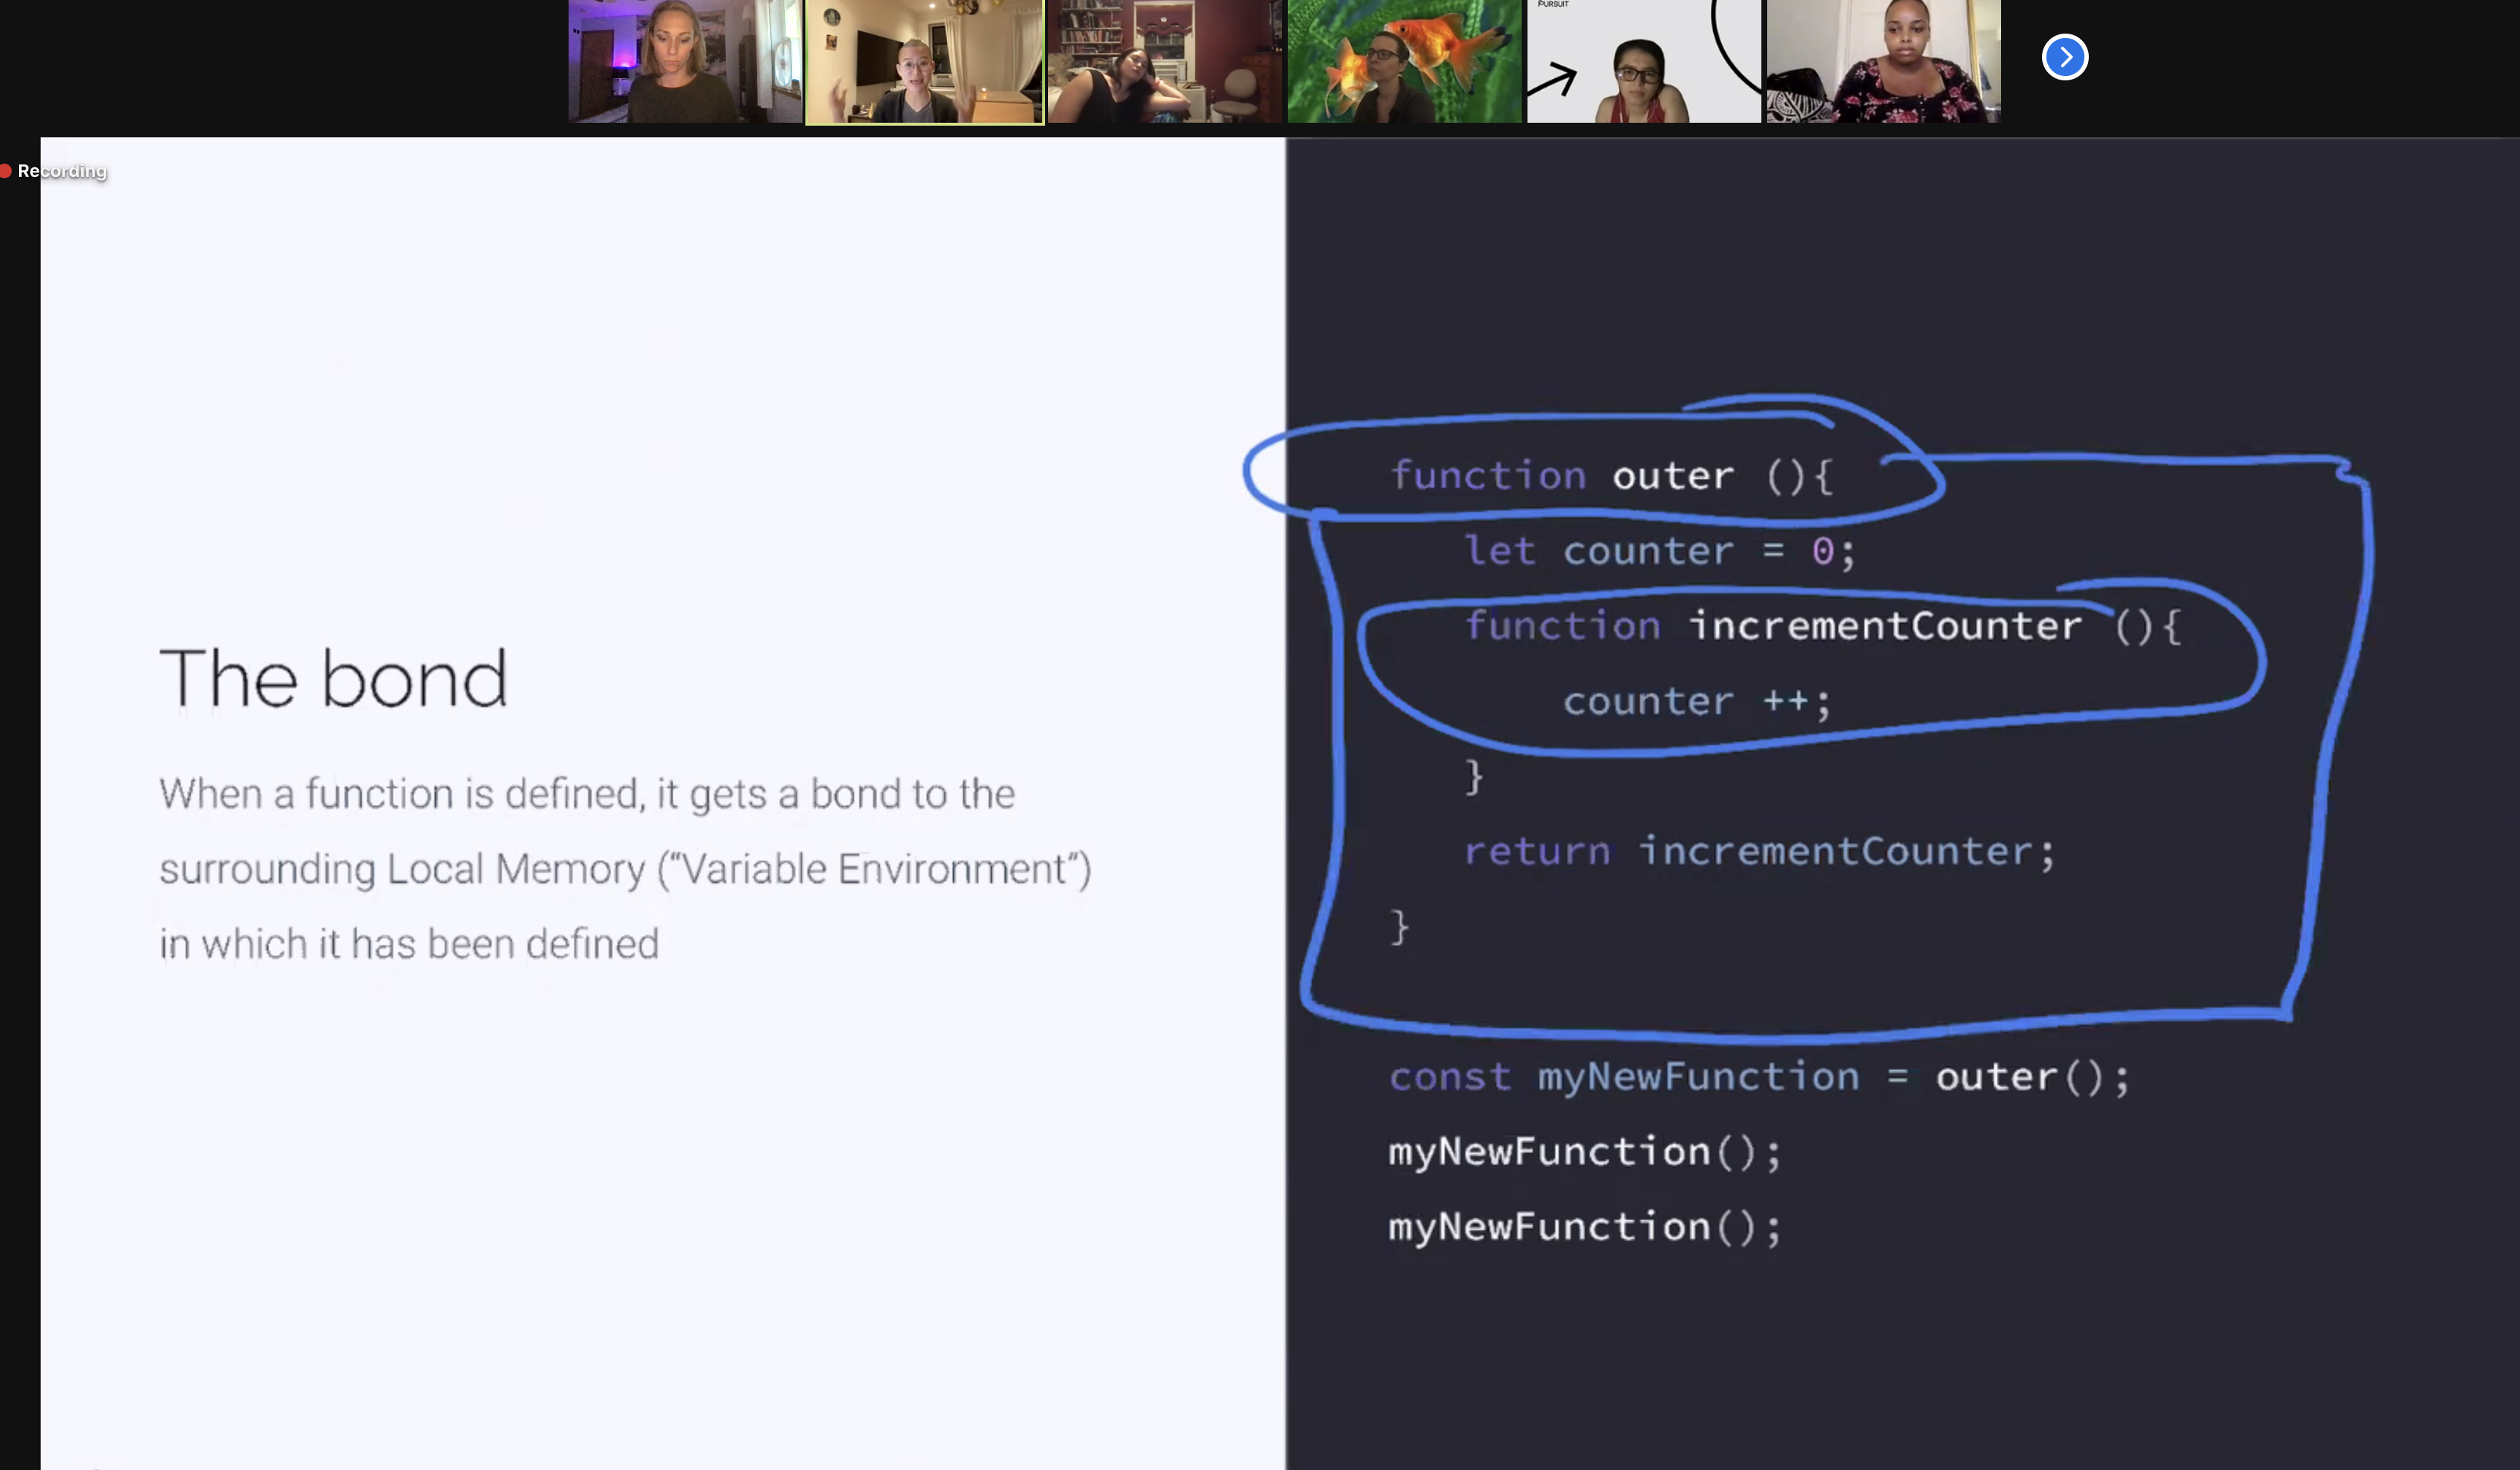 PURSUIT
Recording
The bond
When a function is defined, it gets a bond to the
surrounding Local Memory (“Variable Environment”)
in which it has been defined
function outer (){
let counter = 0;
function incrementCounter (){
counter ++;
}
return incrementCounter;
}
const myNewFunction = outer();
myNewFunction();
myNewFunction();